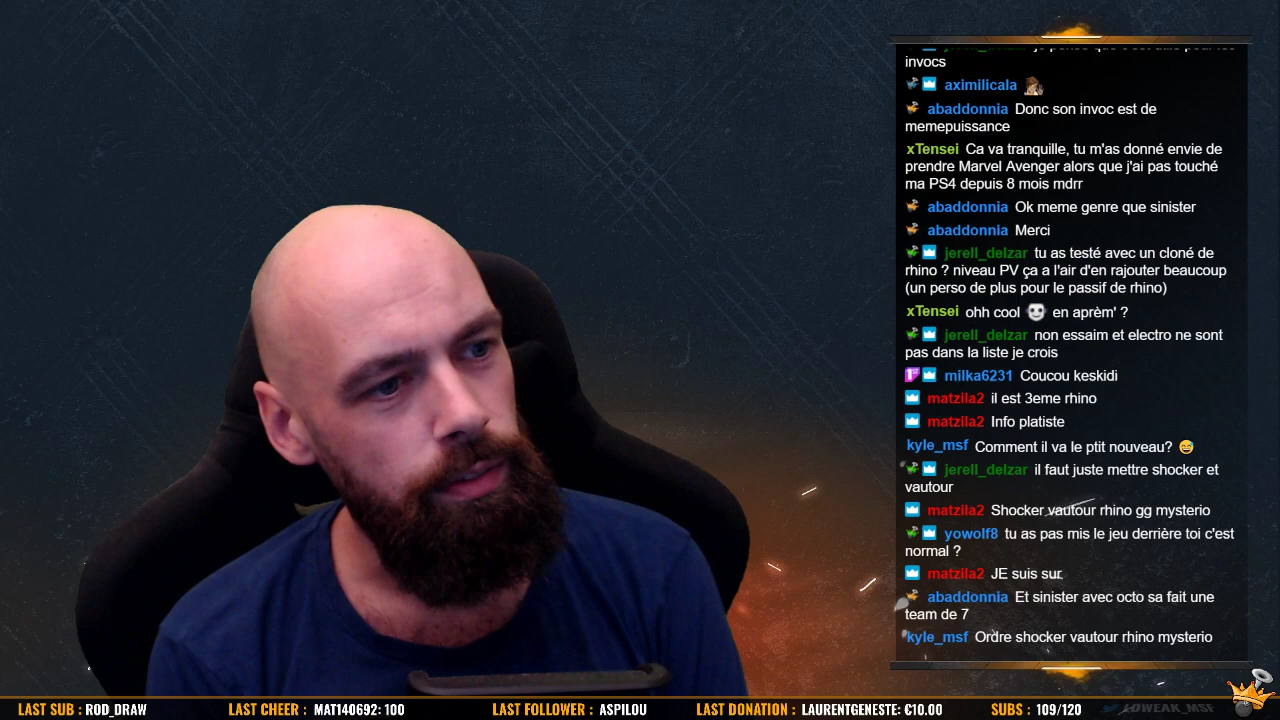 invocs
aximilicala
abaddonnia Donc son invoc est de
memepuissance
xTensei Ca va tranquille, tu m'as donné envie de
prendre Marvel Avenger alors que j'ai pas touché
ma PS4 depuis 8 mois mdrr
abaddonnia Ok meme genre que sinister
abaddonnia Merci
jerell_delzar tu as testé avec un cloné de
rhino ? niveau PV ça a l'air d'en rajouter beaucoup
(un perso de plus pour le passif de rhino)
xTensei ohh cool en aprèm' ?
jerell_delzar non essaim et electro ne sont
pas dans la liste je crois
milka6231 Coucou keskidi
matzila2 il est 3eme rhino
matzila2 Info platiste
kyle_msf Comment il va le ptit nouveau? 😅
jerell_delzar il faut juste mettre shocker et
vautour
matzila2 Shocker vautour rhino gg mysterio
yowolf8 tu as pas mis le jeu derrière toi c'est
normal ?
matzila2 JE suis sur
abaddonnia Et sinister avec octo sa fait une
team de 7
kyle_msf Ordre shocker vautour rhino mysterio
LAST SUB : ROD_DRAW LAST CHEER : MAT140692: 100 LAST FOLLOWER : ASPILOU LAST DONATION : LAURENTGENESTE: €10.00 SUBS : 109/120